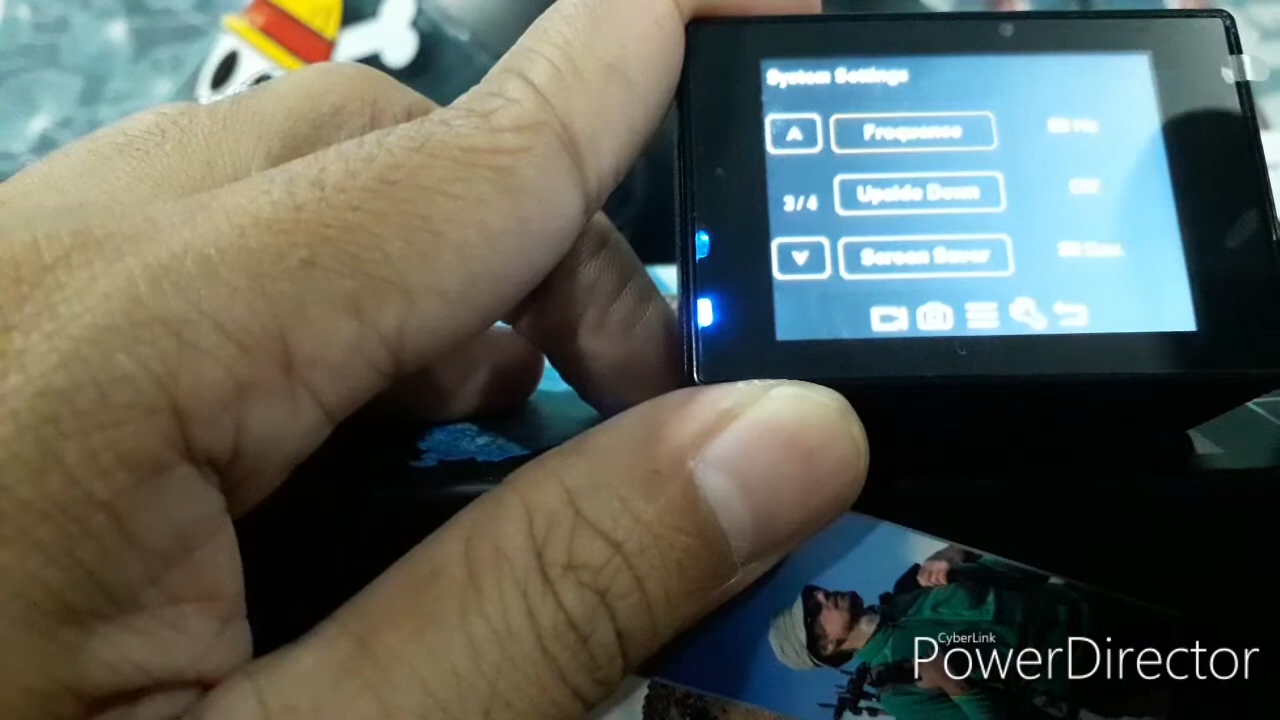 System Settings
Frequence
3/4
Upside Down
Screen Saver
CyberLink
PowerDirector